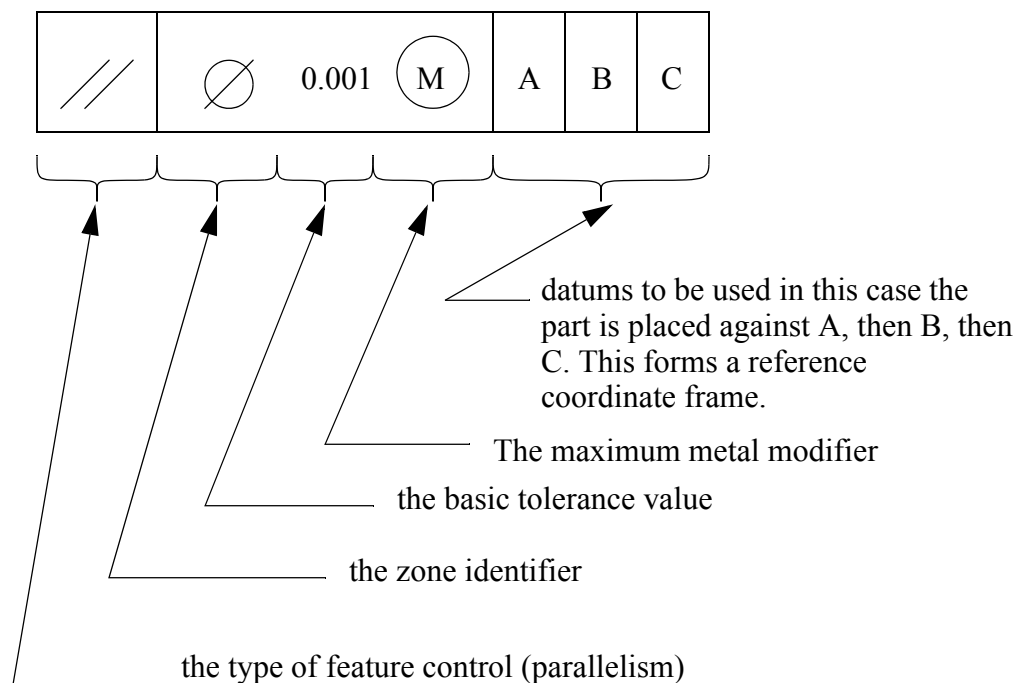 0.001 M A B C
datums to be used in this case the
part is placed against A, then B, then
C. This forms a reference
coordinate frame.
The maximum metal modifier
the basic tolerance value
the zone identifier
the type of feature control (parallelism)